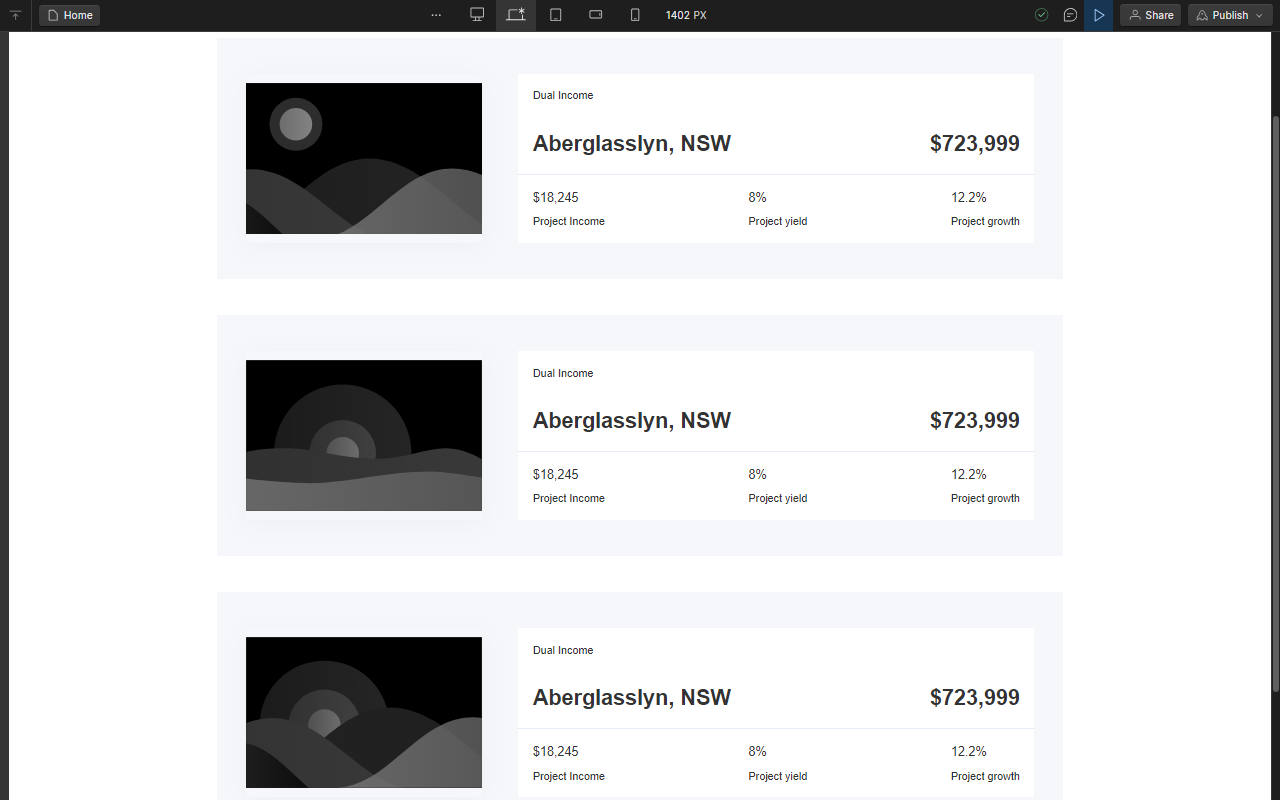 Home
1402 PX
Share
Publish
Dual Income
Aberglasslyn, NSW $723,999
$18,245 8% 12.2%
Project Income Project yield Project growth
Dual Income
Aberglasslyn, NSW $723,999
$18,245 8% 12.2%
Project Income Project yield Project growth
Dual Income
Aberglasslyn, NSW $723,999
$18,245 8% 12.2%
Project Income Project yield Project growth